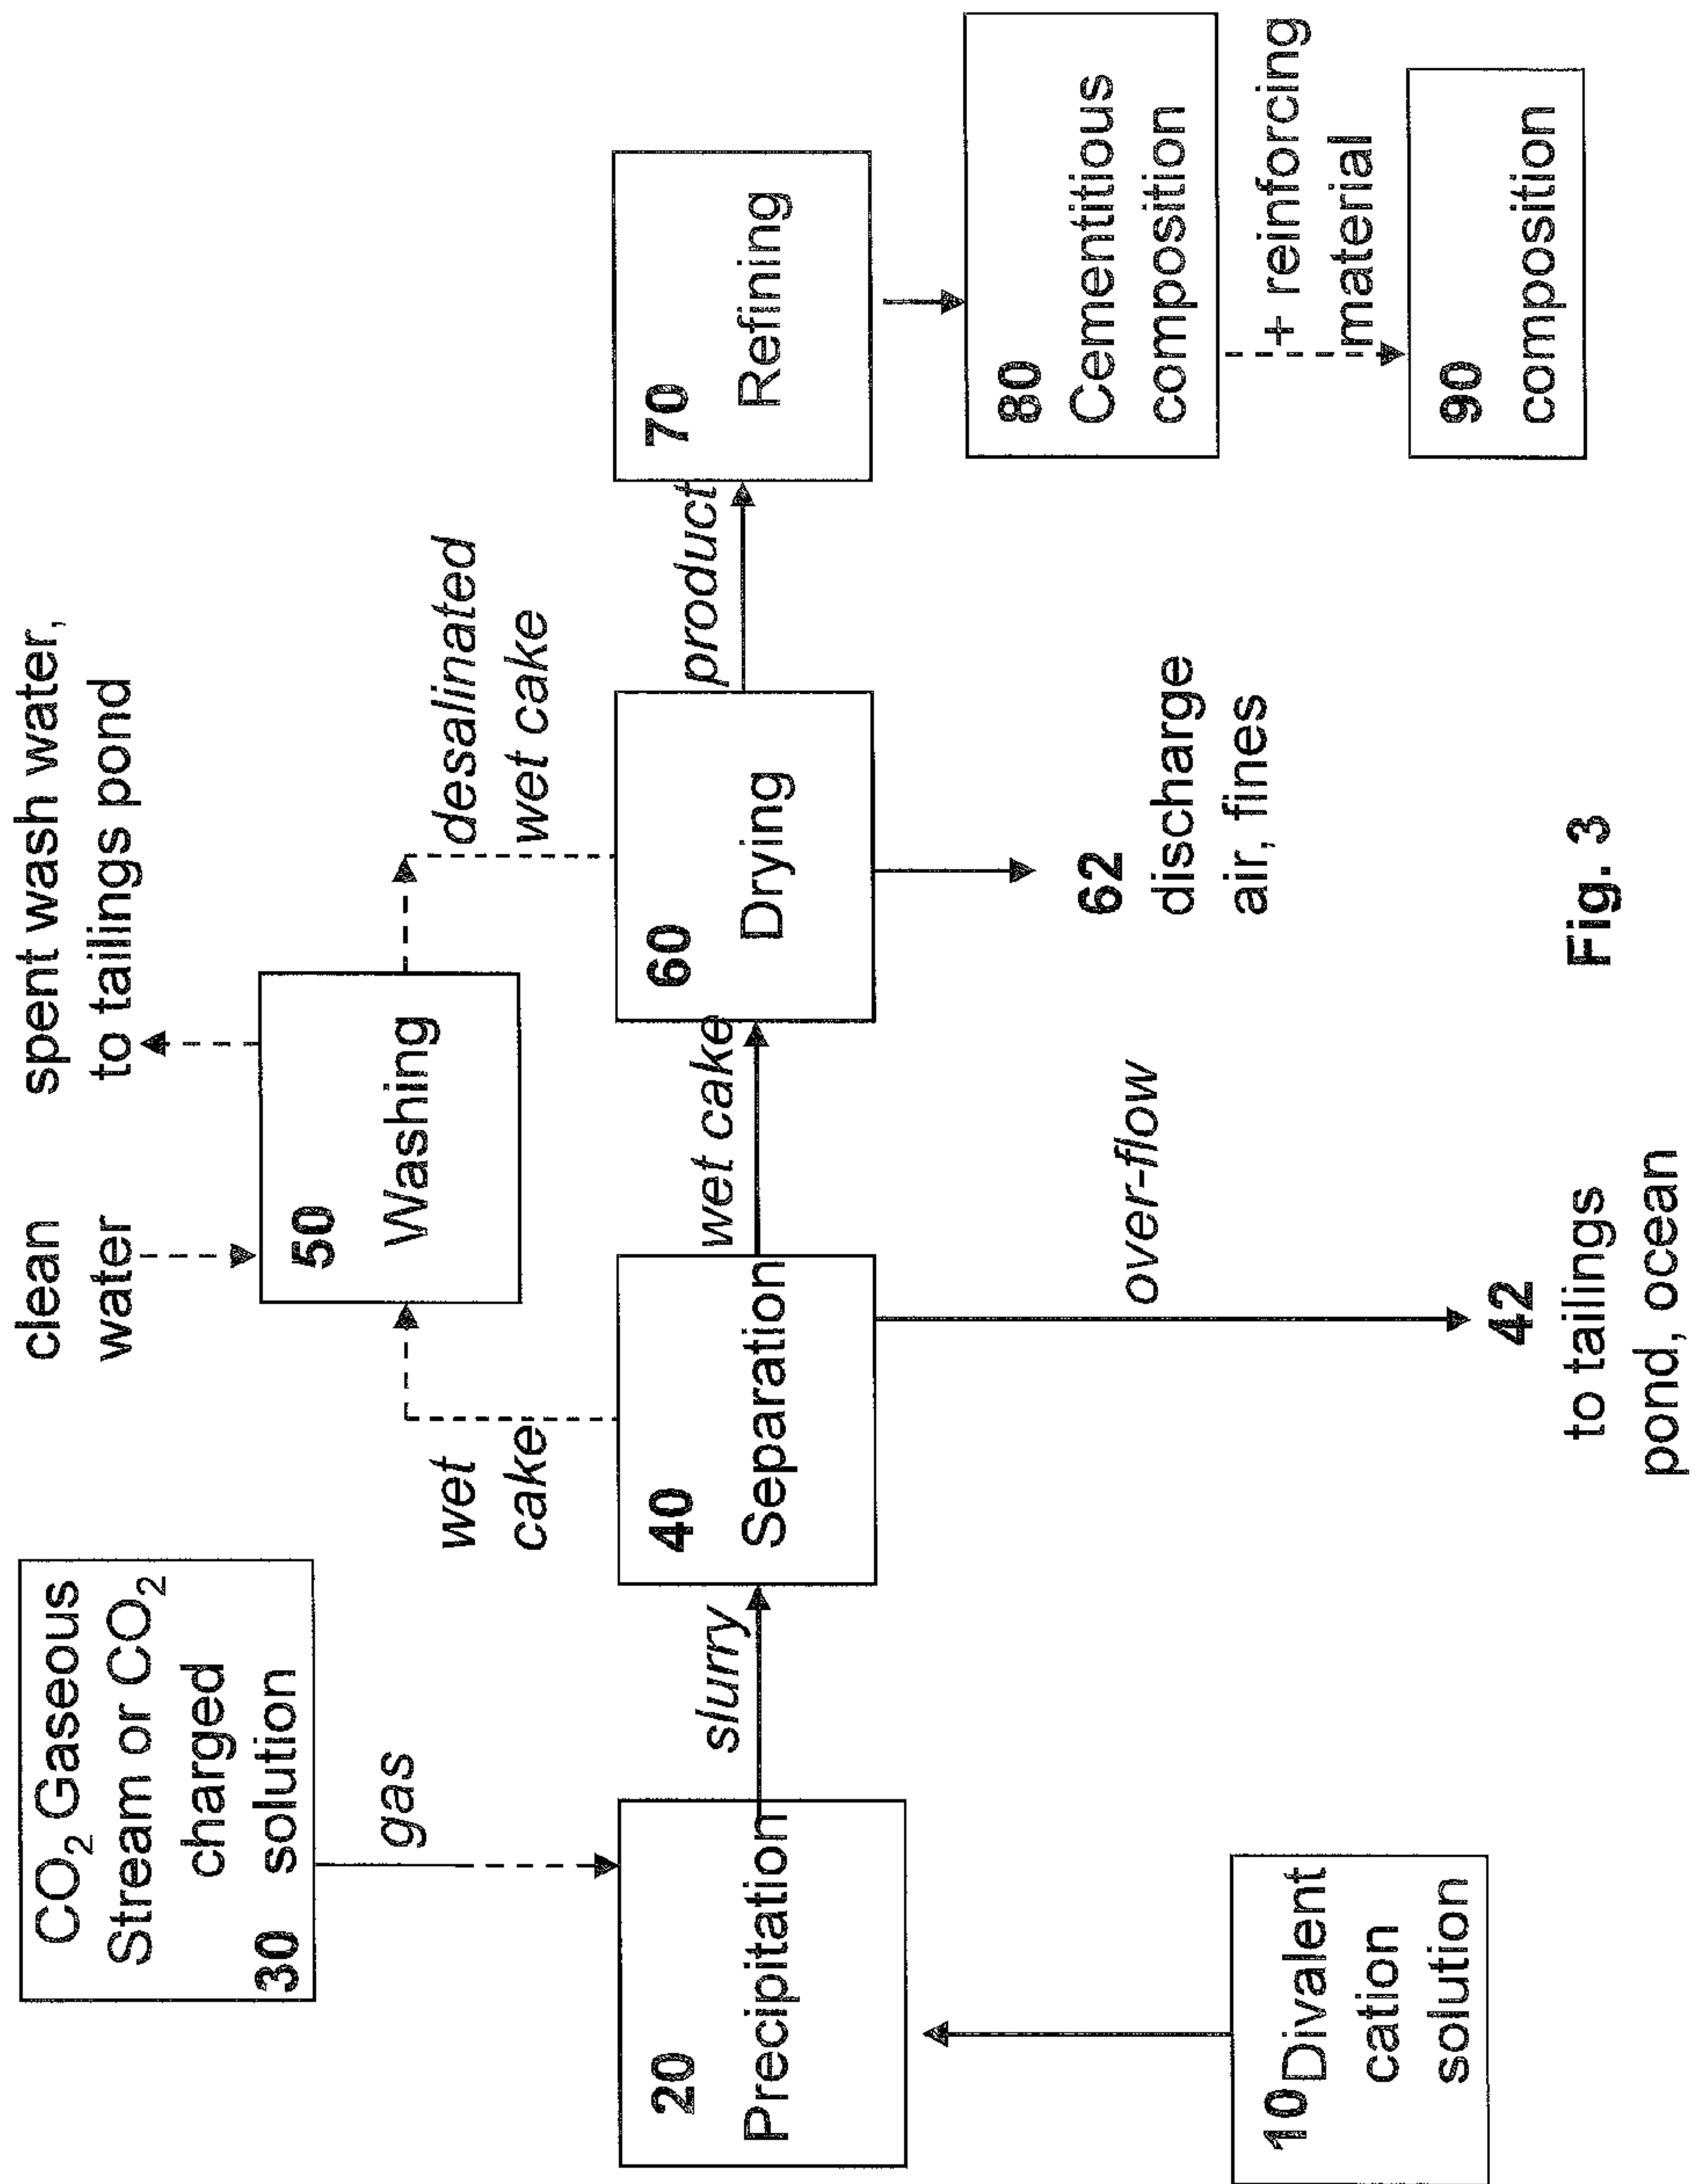 CO₂ Gaseous
Stream or CO₂
charged
30 solution
gas
20
Precipitation
10 Divalent
cation
solution
slurry
40
Separation
wet
cake
clean
water
50
Washing
spent wash water,
to tailings pond
desalinated
wet cake
wet cake
over-flow
42
to tailings
pond, ocean
60
Drying
62
discharge
air, fines
product
70
Refining
80
Cementitious
composition
+ reinforcing
material
90
composition
Fig. 3